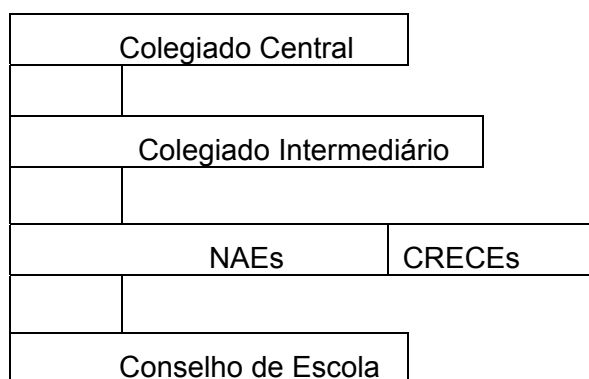 Colegiado Central
Colegiado Intermediário
NAEs CRECEs
Conselho de Escola